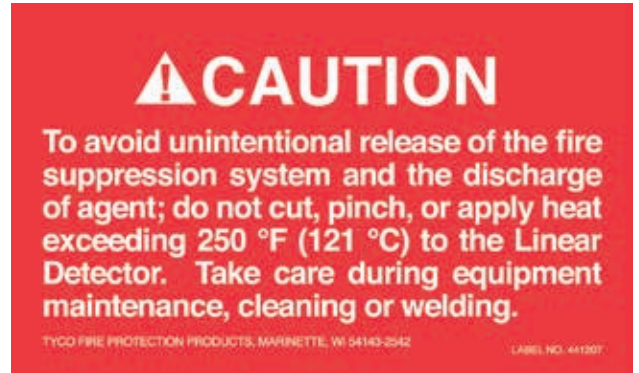 CAUTION
To avoid unintentional release of the fire
suppression system and the discharge
of agent; do not cut, pinch, or apply heat
exceeding 250 °F (121 °C) to the Linear
Detector. Take care during equipment
maintenance, cleaning or welding.
TYCO FIRE PROTECTION PRODUCTS, MARINETTE, WI 54143-2542
LABEL NO. 441207